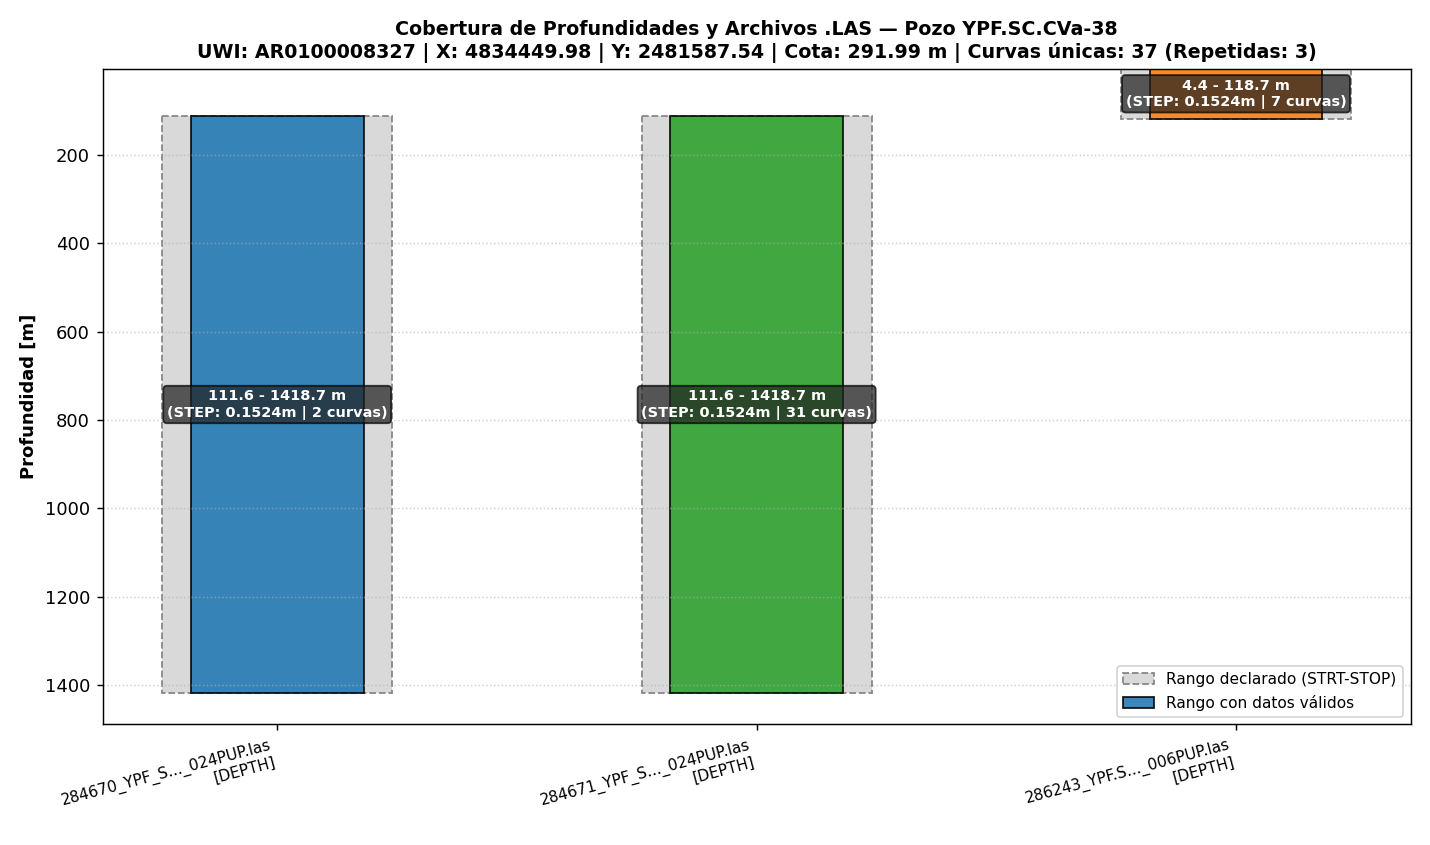 Cobertura de Profundidades y Archivos .LAS — Pozo YPF.SC.CVa-38
UWI: AR0100008327 | X: 4834449.98 | Y: 2481587.54 | Cota: 291.99 m | Curvas únicas: 37 (Repetidas: 3)
4.4 - 118.7 m
(STEP: 0.1524m | 7 curvas)
200
400
600
800
1000
1200
1400
Profundidad [m]
111.6 - 1418.7 m
(STEP: 0.1524m | 2 curvas)
111.6 - 1418.7 m
(STEP: 0.1524m | 31 curvas)
Rango declarado (STRT-STOP)
Rango con datos válidos
284670_YPF_S..._024PUP.las
[DEPTH]
284671_YPF_S..._024PUP.las
[DEPTH]
286243_YPF.S..._006PUP.las
[DEPTH]